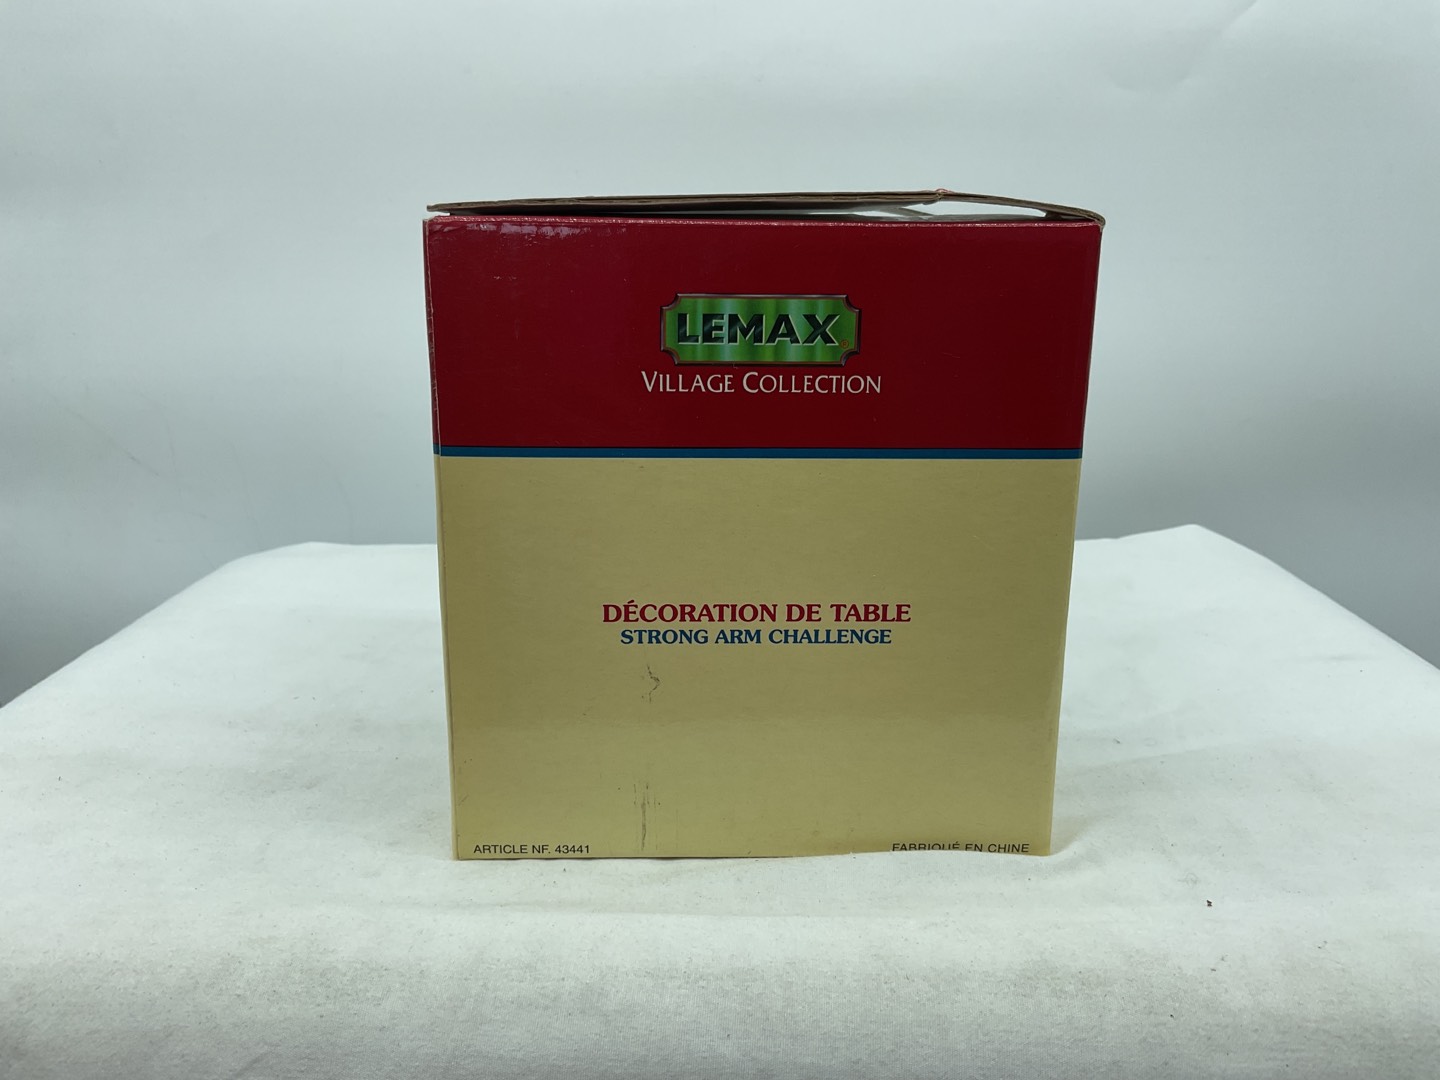 LEMAX
VILLAGE COLLECTION
DÉCORATION DE TABLE
STRONG ARM CHALLENGE
ARTICLE NF. 43441
FABRIQUÉ EN CHINE